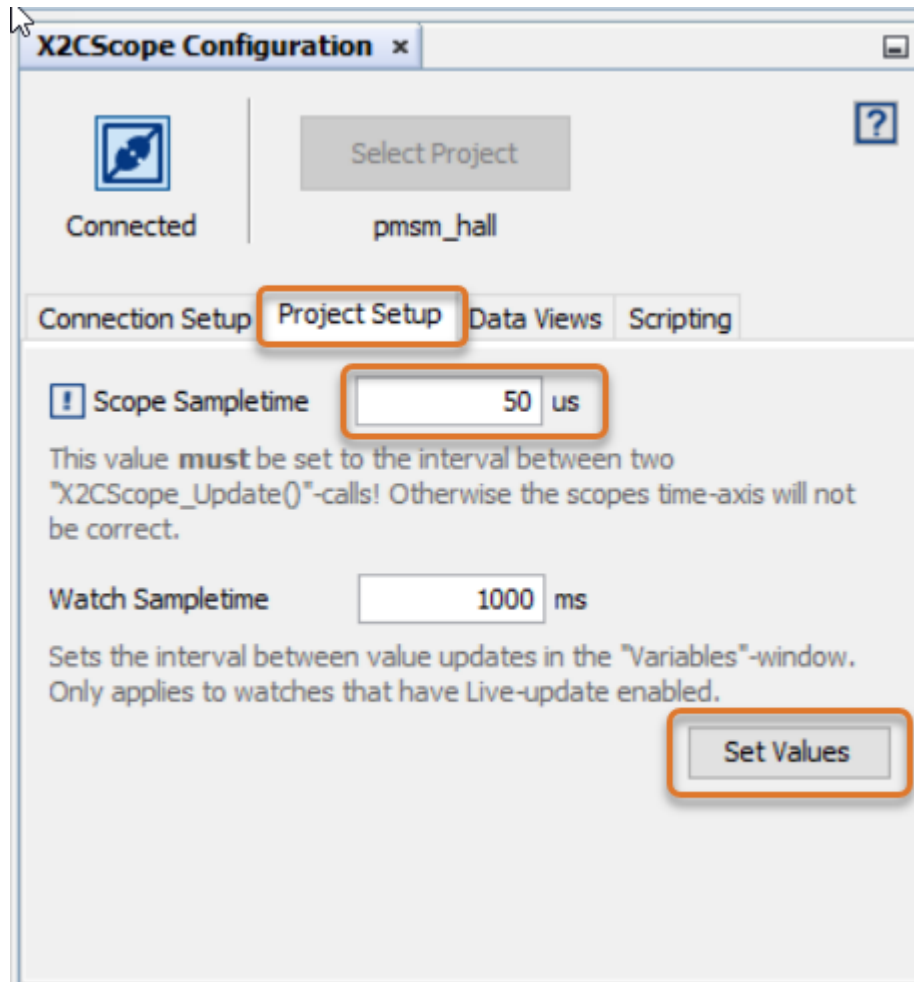 X2CScope Configuration ×
?
Select Project
Connected
pmsm_hall
Connection Setup Project Setup Data Views Scripting
! Scope Sampletime 50 us
This value must be set to the interval between two
"X2CScope_Update()"-calls! Otherwise the scopes time-axis will not
be correct.
Watch Sampletime 1000 ms
Sets the interval between value updates in the "Variables"-window.
Only applies to watches that have Live-update enabled.
Set Values